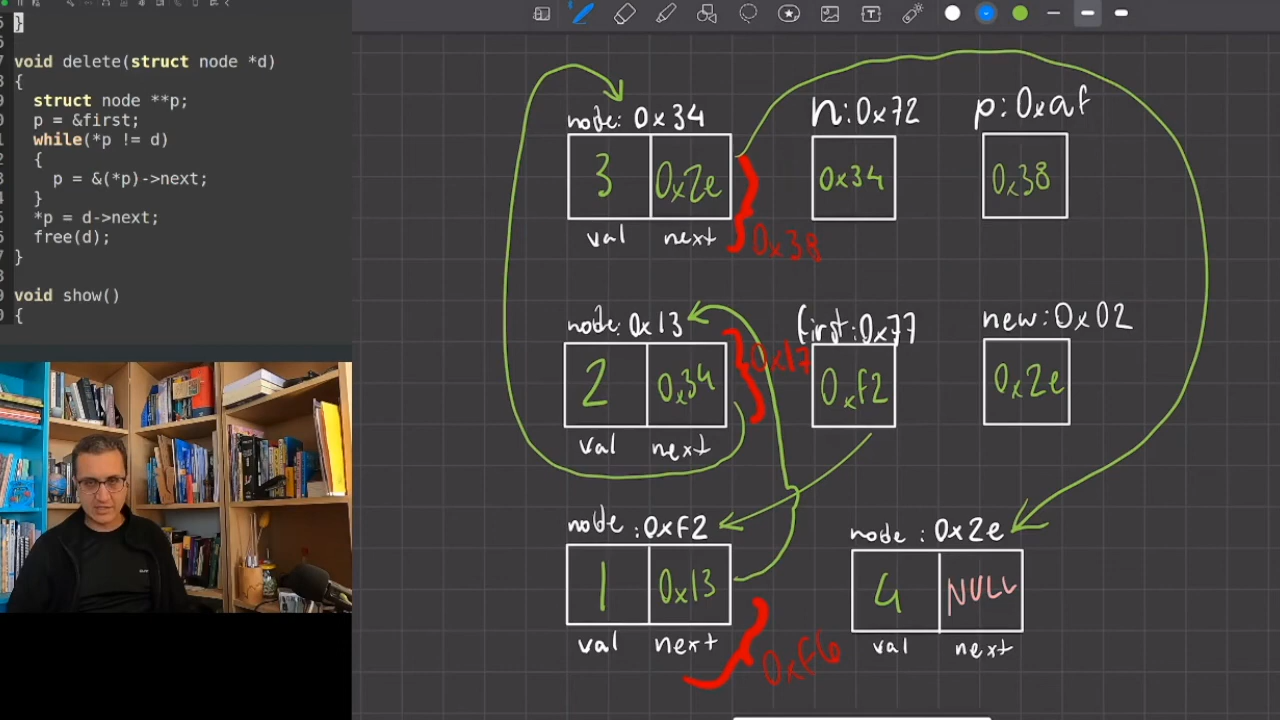 }
void delete(struct node *d)
{
struct node **p;
p = &first;
while(*p != d)
{
p = &(*p)->next;
}
*p = d->next;
free(d);
}
void show()
{
node: 0x34
3 0x2e
val next
0x38
n:0x72
0x34
p:0xaf
0x38
node:0x13
2 0x34
val next
0x17
first:0x77
0xf2
new:0x02
0x2e
node :0xf2
1 0x13
val next
0xf6
node :0x2e
4 NULL
val next